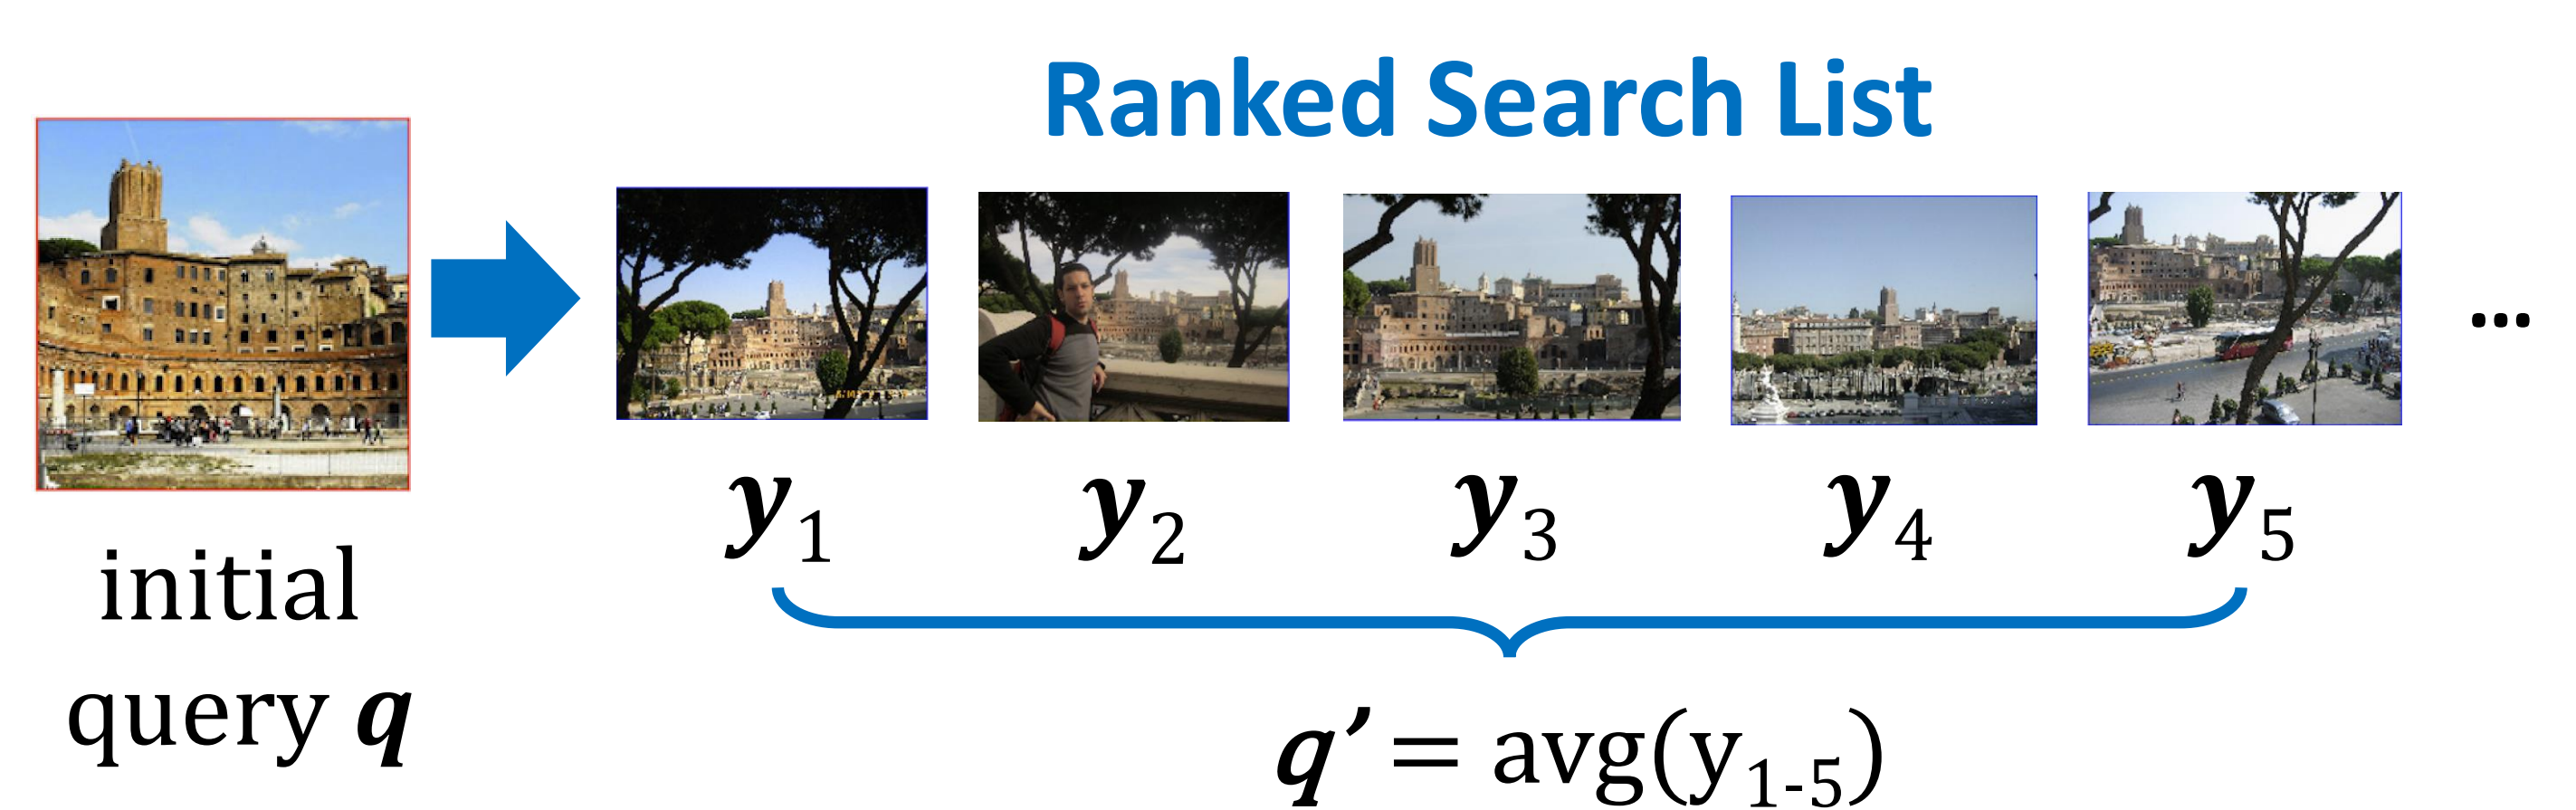 Ranked Search List
...
y1 y2 y3 y4 y5
initial
query q
q’ = avg(y1-5)